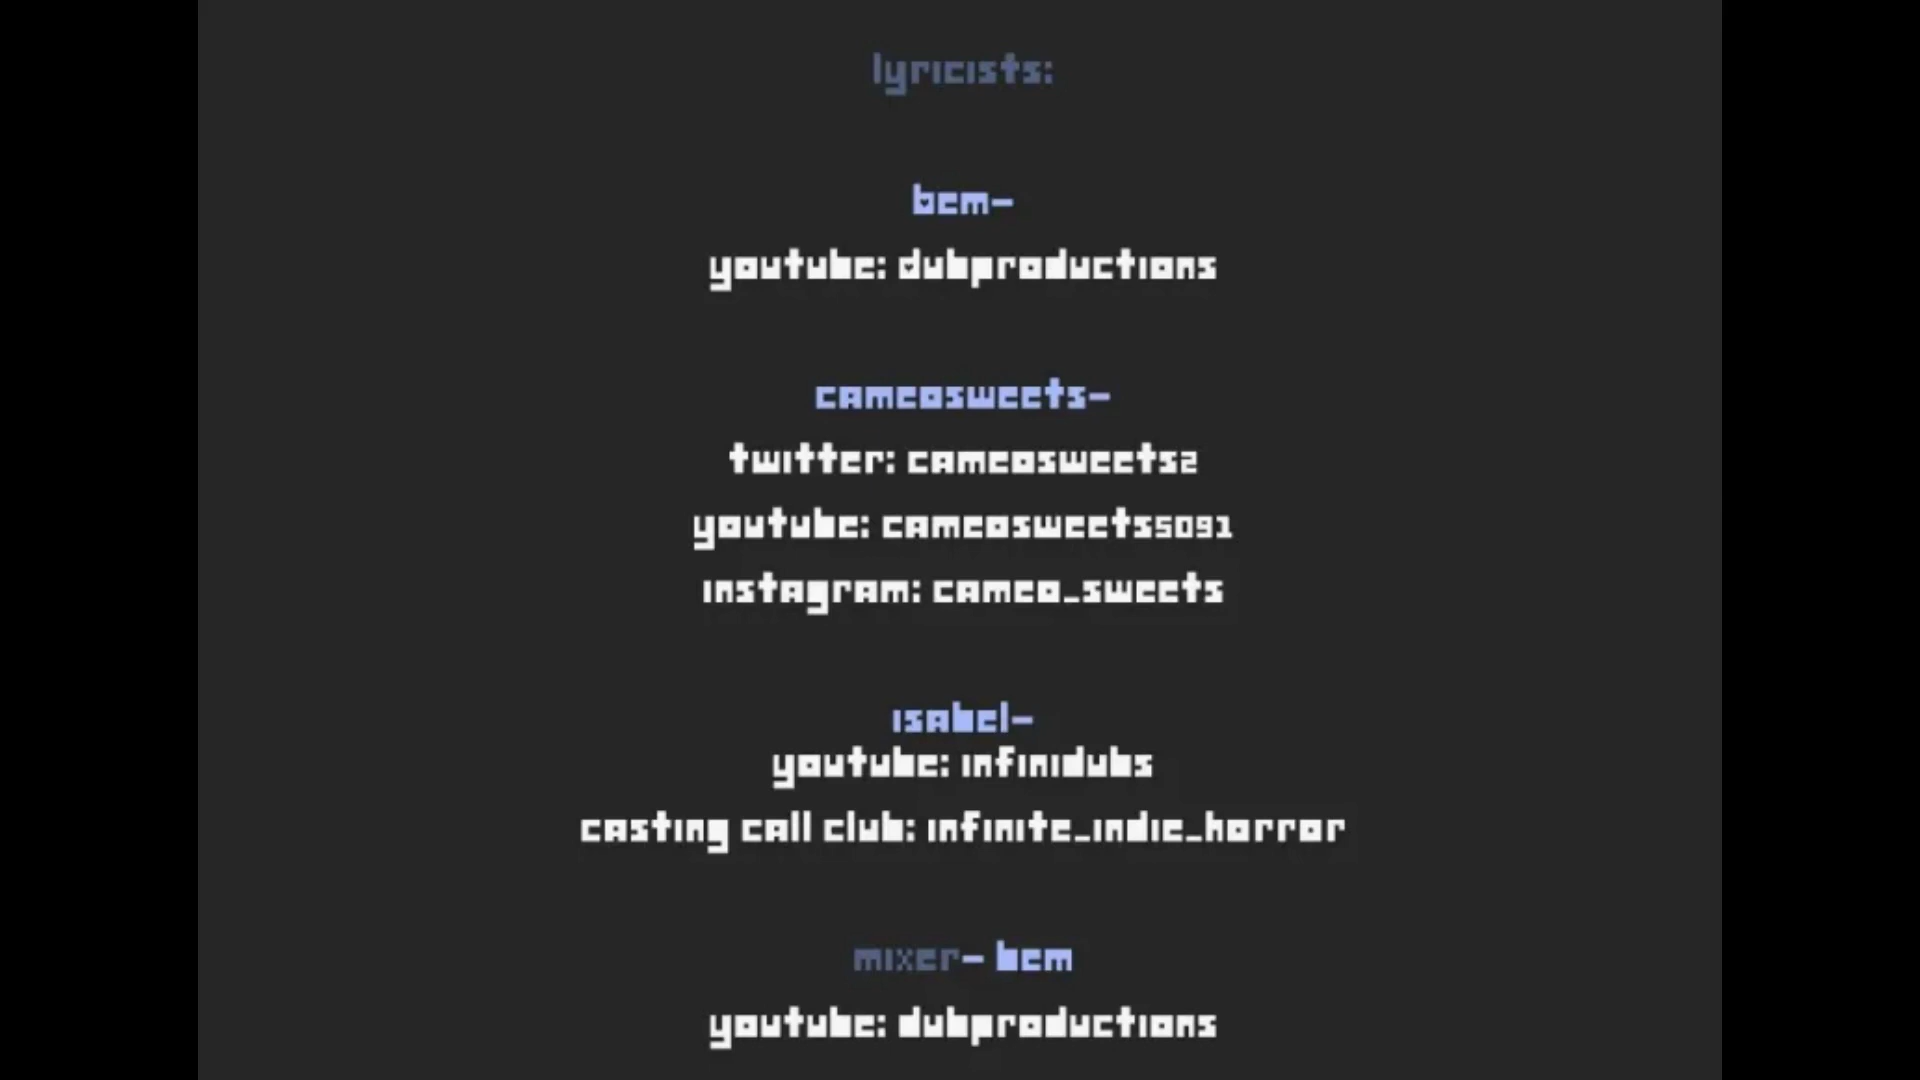 lyricists:
bem-
youtube: dubproductions
cameosweets-
twitter: cameosweets2
youtube: cameosweets5091
instagram: cameo_sweets
isabel-
youtube: infinidubs
casting call club: infinite_indie_horror
mixer- bem
youtube: dubproductions